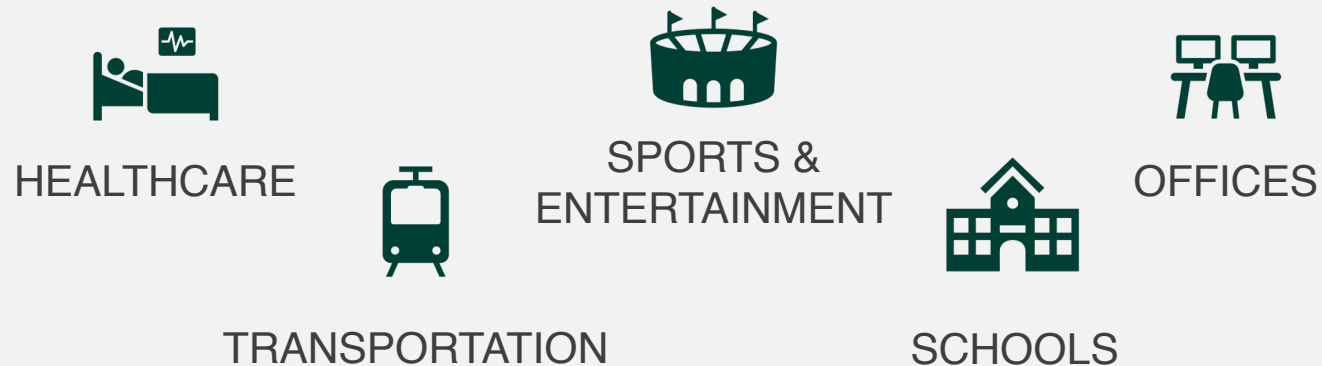 HEALTHCARE
TRANSPORTATION
SPORTS &
ENTERTAINMENT
SCHOOLS
OFFICES